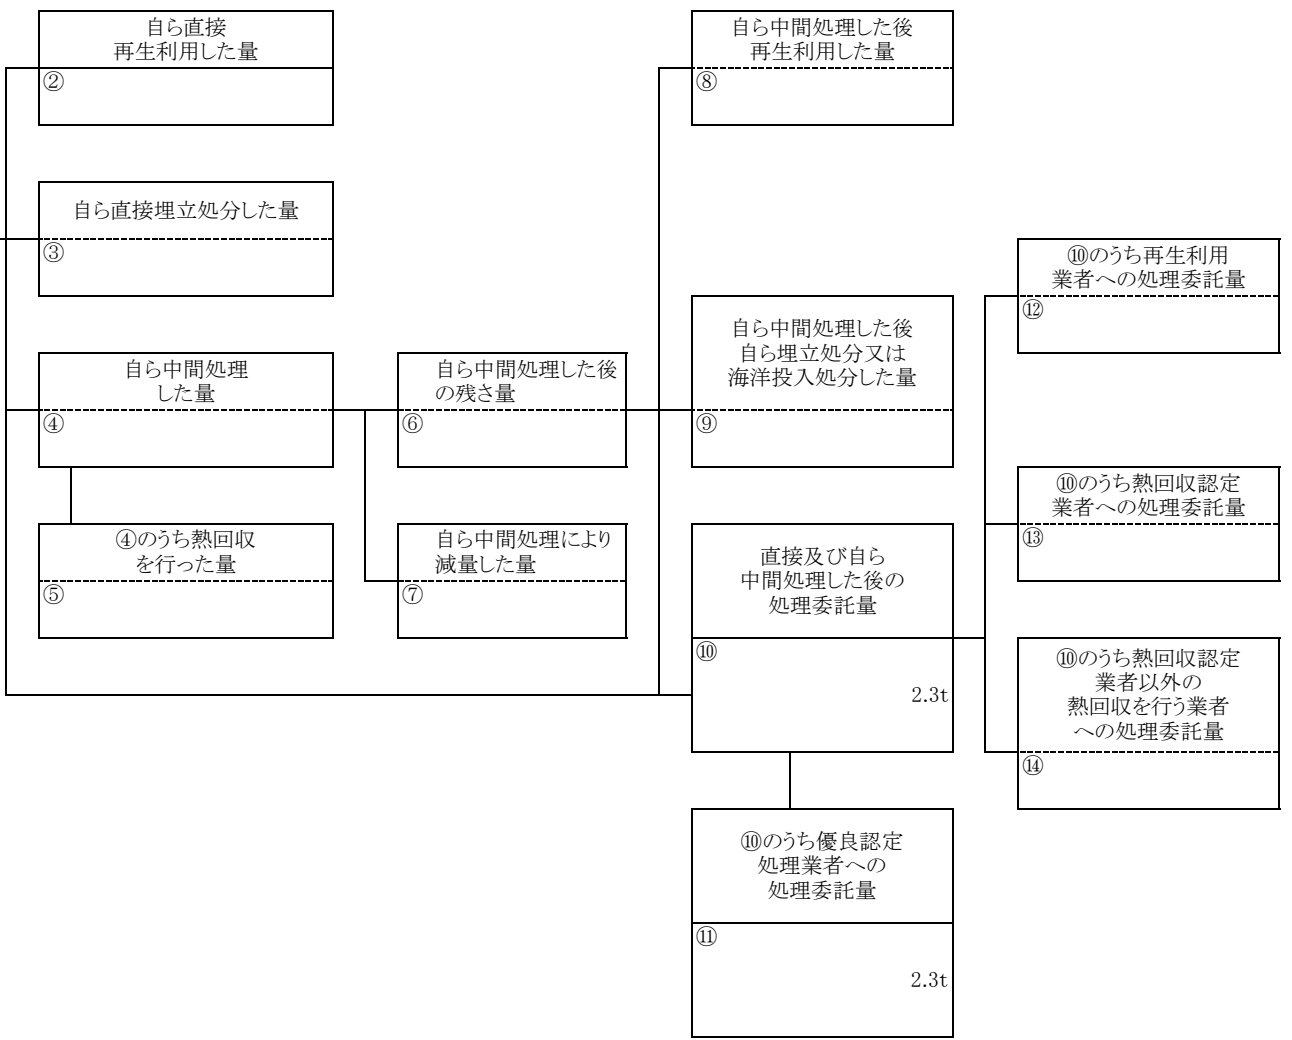 自ら直接
再生利用した量
②
自ら直接埋立処分した量
③
自ら中間処理
した量
④
④のうち熱回収
を行った量
⑤
自ら中間処理した後
の残さ量
⑥
自ら中間処理により
減量した量
⑦
自ら中間処理した後
再生利用した量
⑧
自ら中間処理した後
自ら埋立処分又は
海洋投入処分した量
⑨
直接及び自ら
中間処理した後の
処理委託量
⑩
2.3t
⑩のうち優良認定
処理業者への
処理委託量
⑪
2.3t
⑩のうち再生利用
業者への処理委託量
⑫
⑩のうち熱回収認定
業者への処理委託量
⑬
⑩のうち熱回収認定
業者以外の
熱回収を行う業者
への処理委託量
⑭